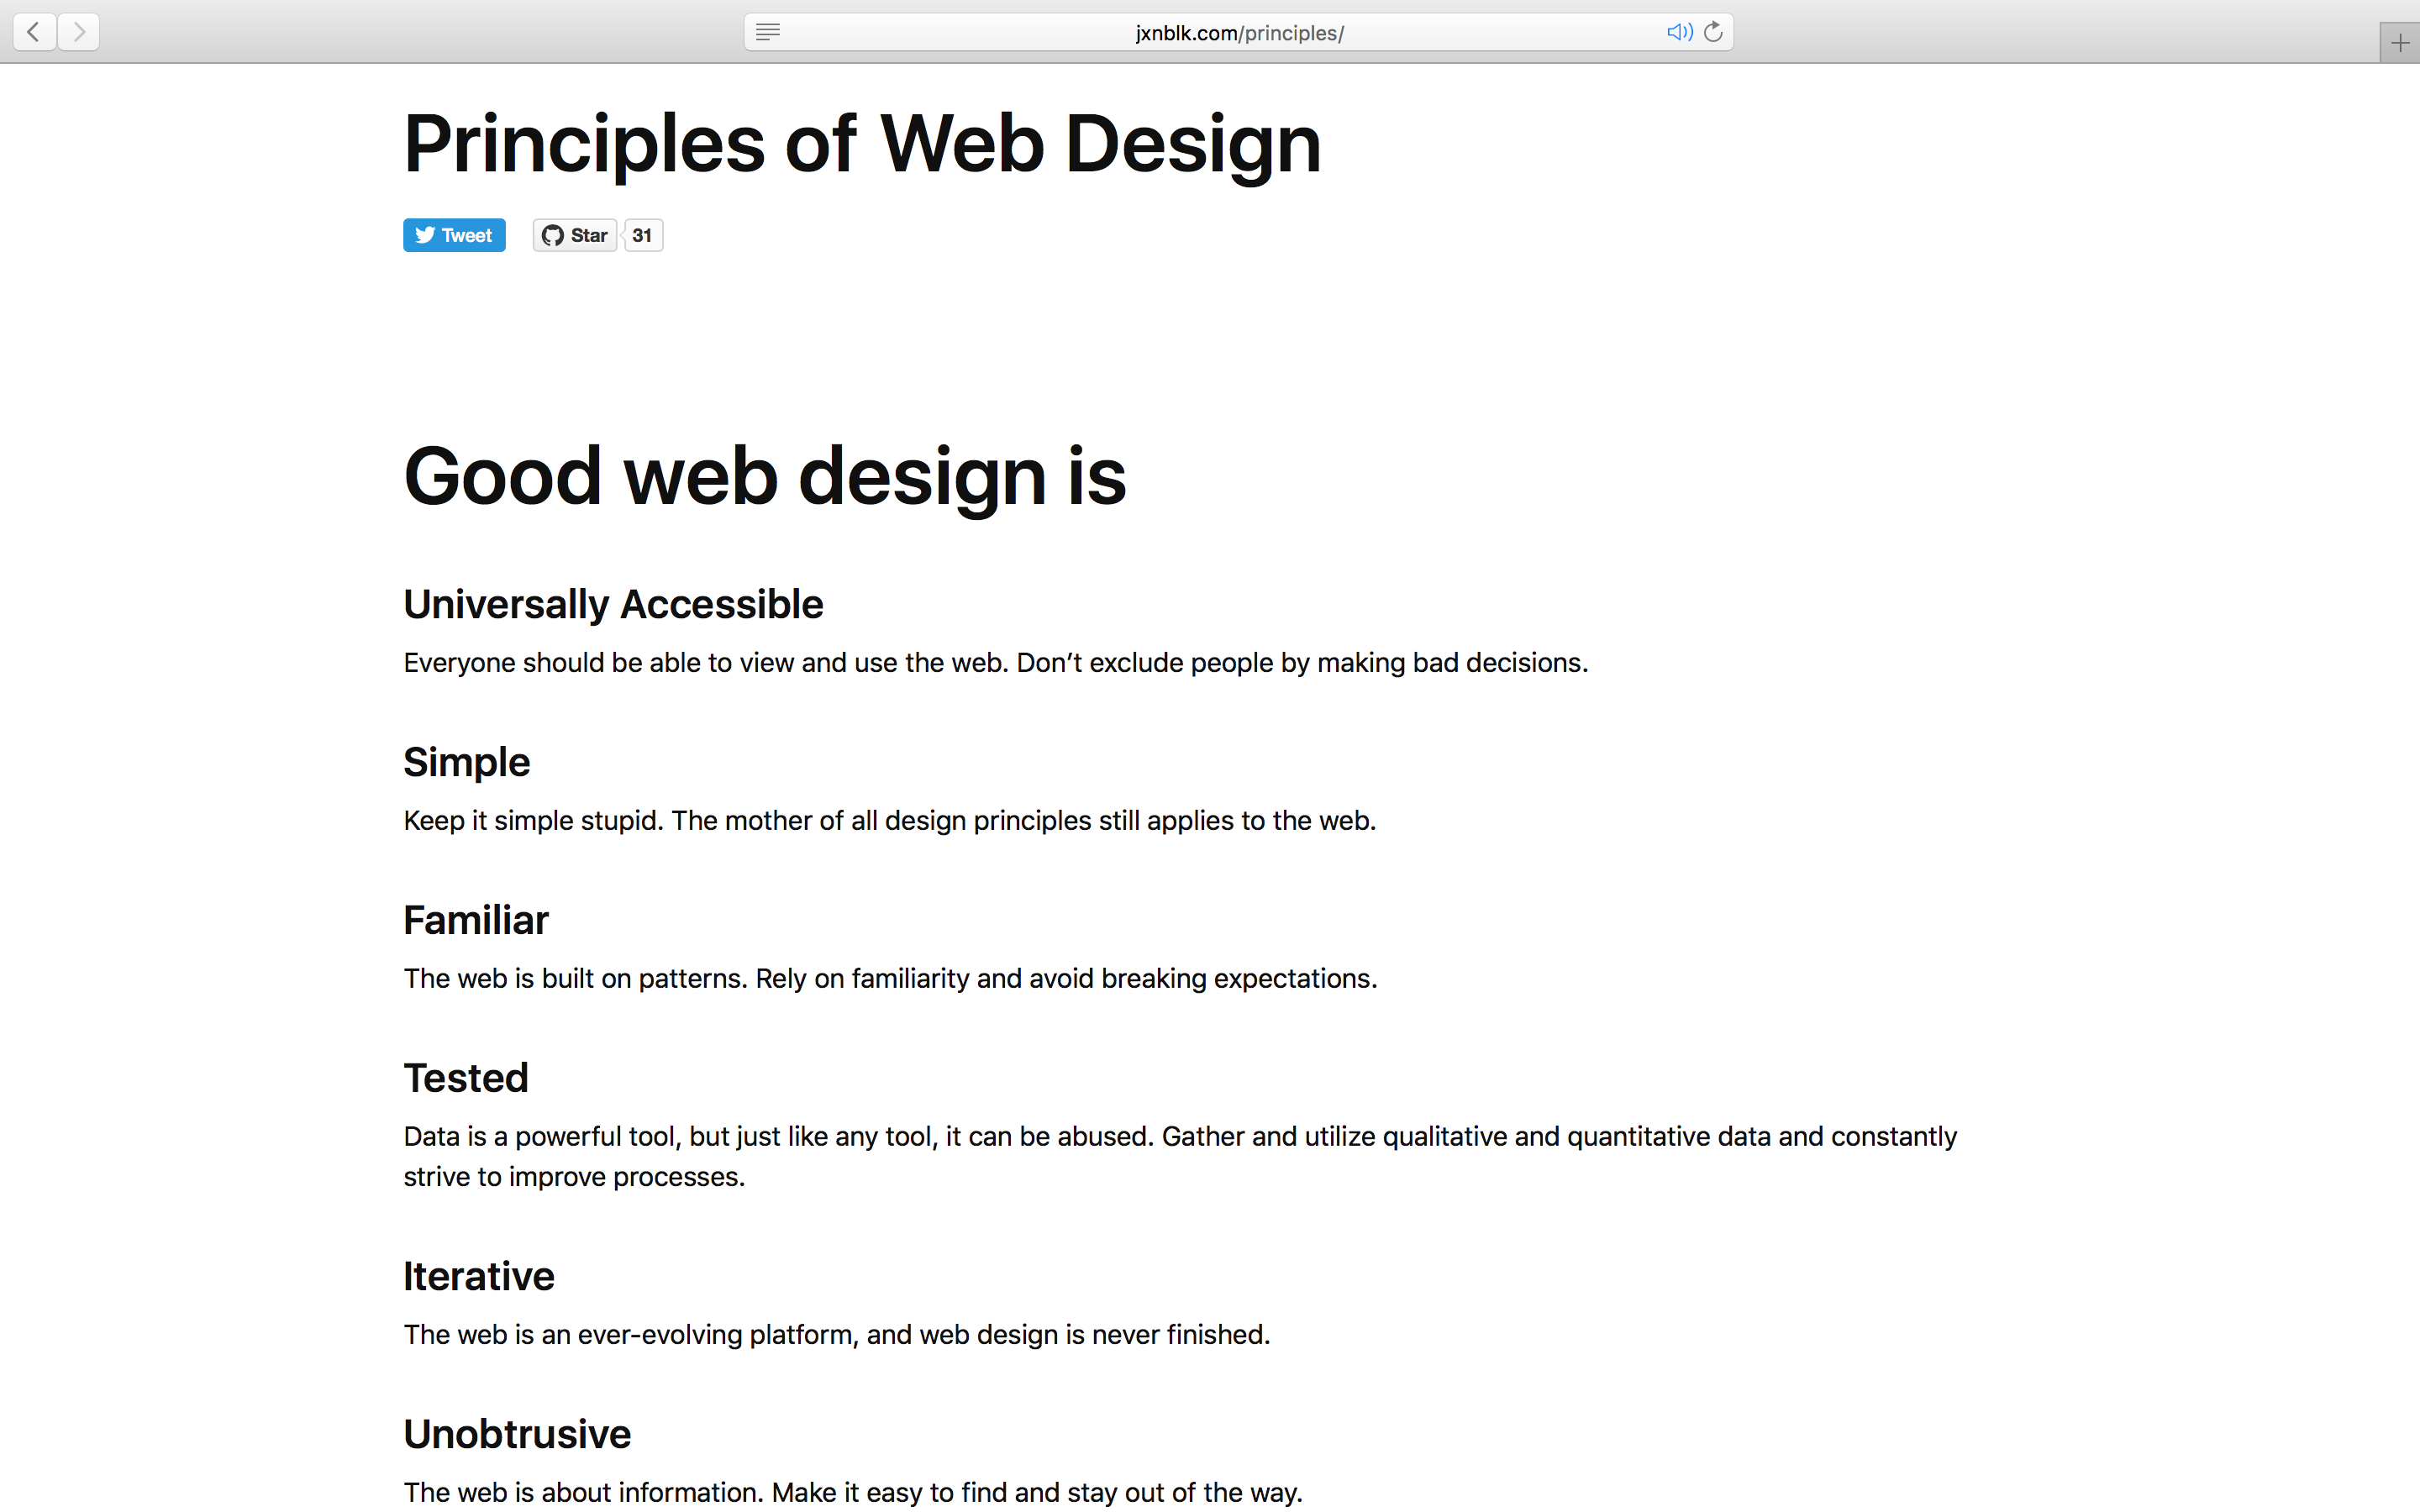 jxnblk.com/principles/
Principles of Web Design
Tweet
Star
31
Good web design is
Universally Accessible
Everyone should be able to view and use the web. Don’t exclude people by making bad decisions.
Simple
Keep it simple stupid. The mother of all design principles still applies to the web.
Familiar
The web is built on patterns. Rely on familiarity and avoid breaking expectations.
Tested
Data is a powerful tool, but just like any tool, it can be abused. Gather and utilize qualitative and quantitative data and constantly
strive to improve processes.
Iterative
The web is an ever-evolving platform, and web design is never finished.
Unobtrusive
The web is about information. Make it easy to find and stay out of the way.